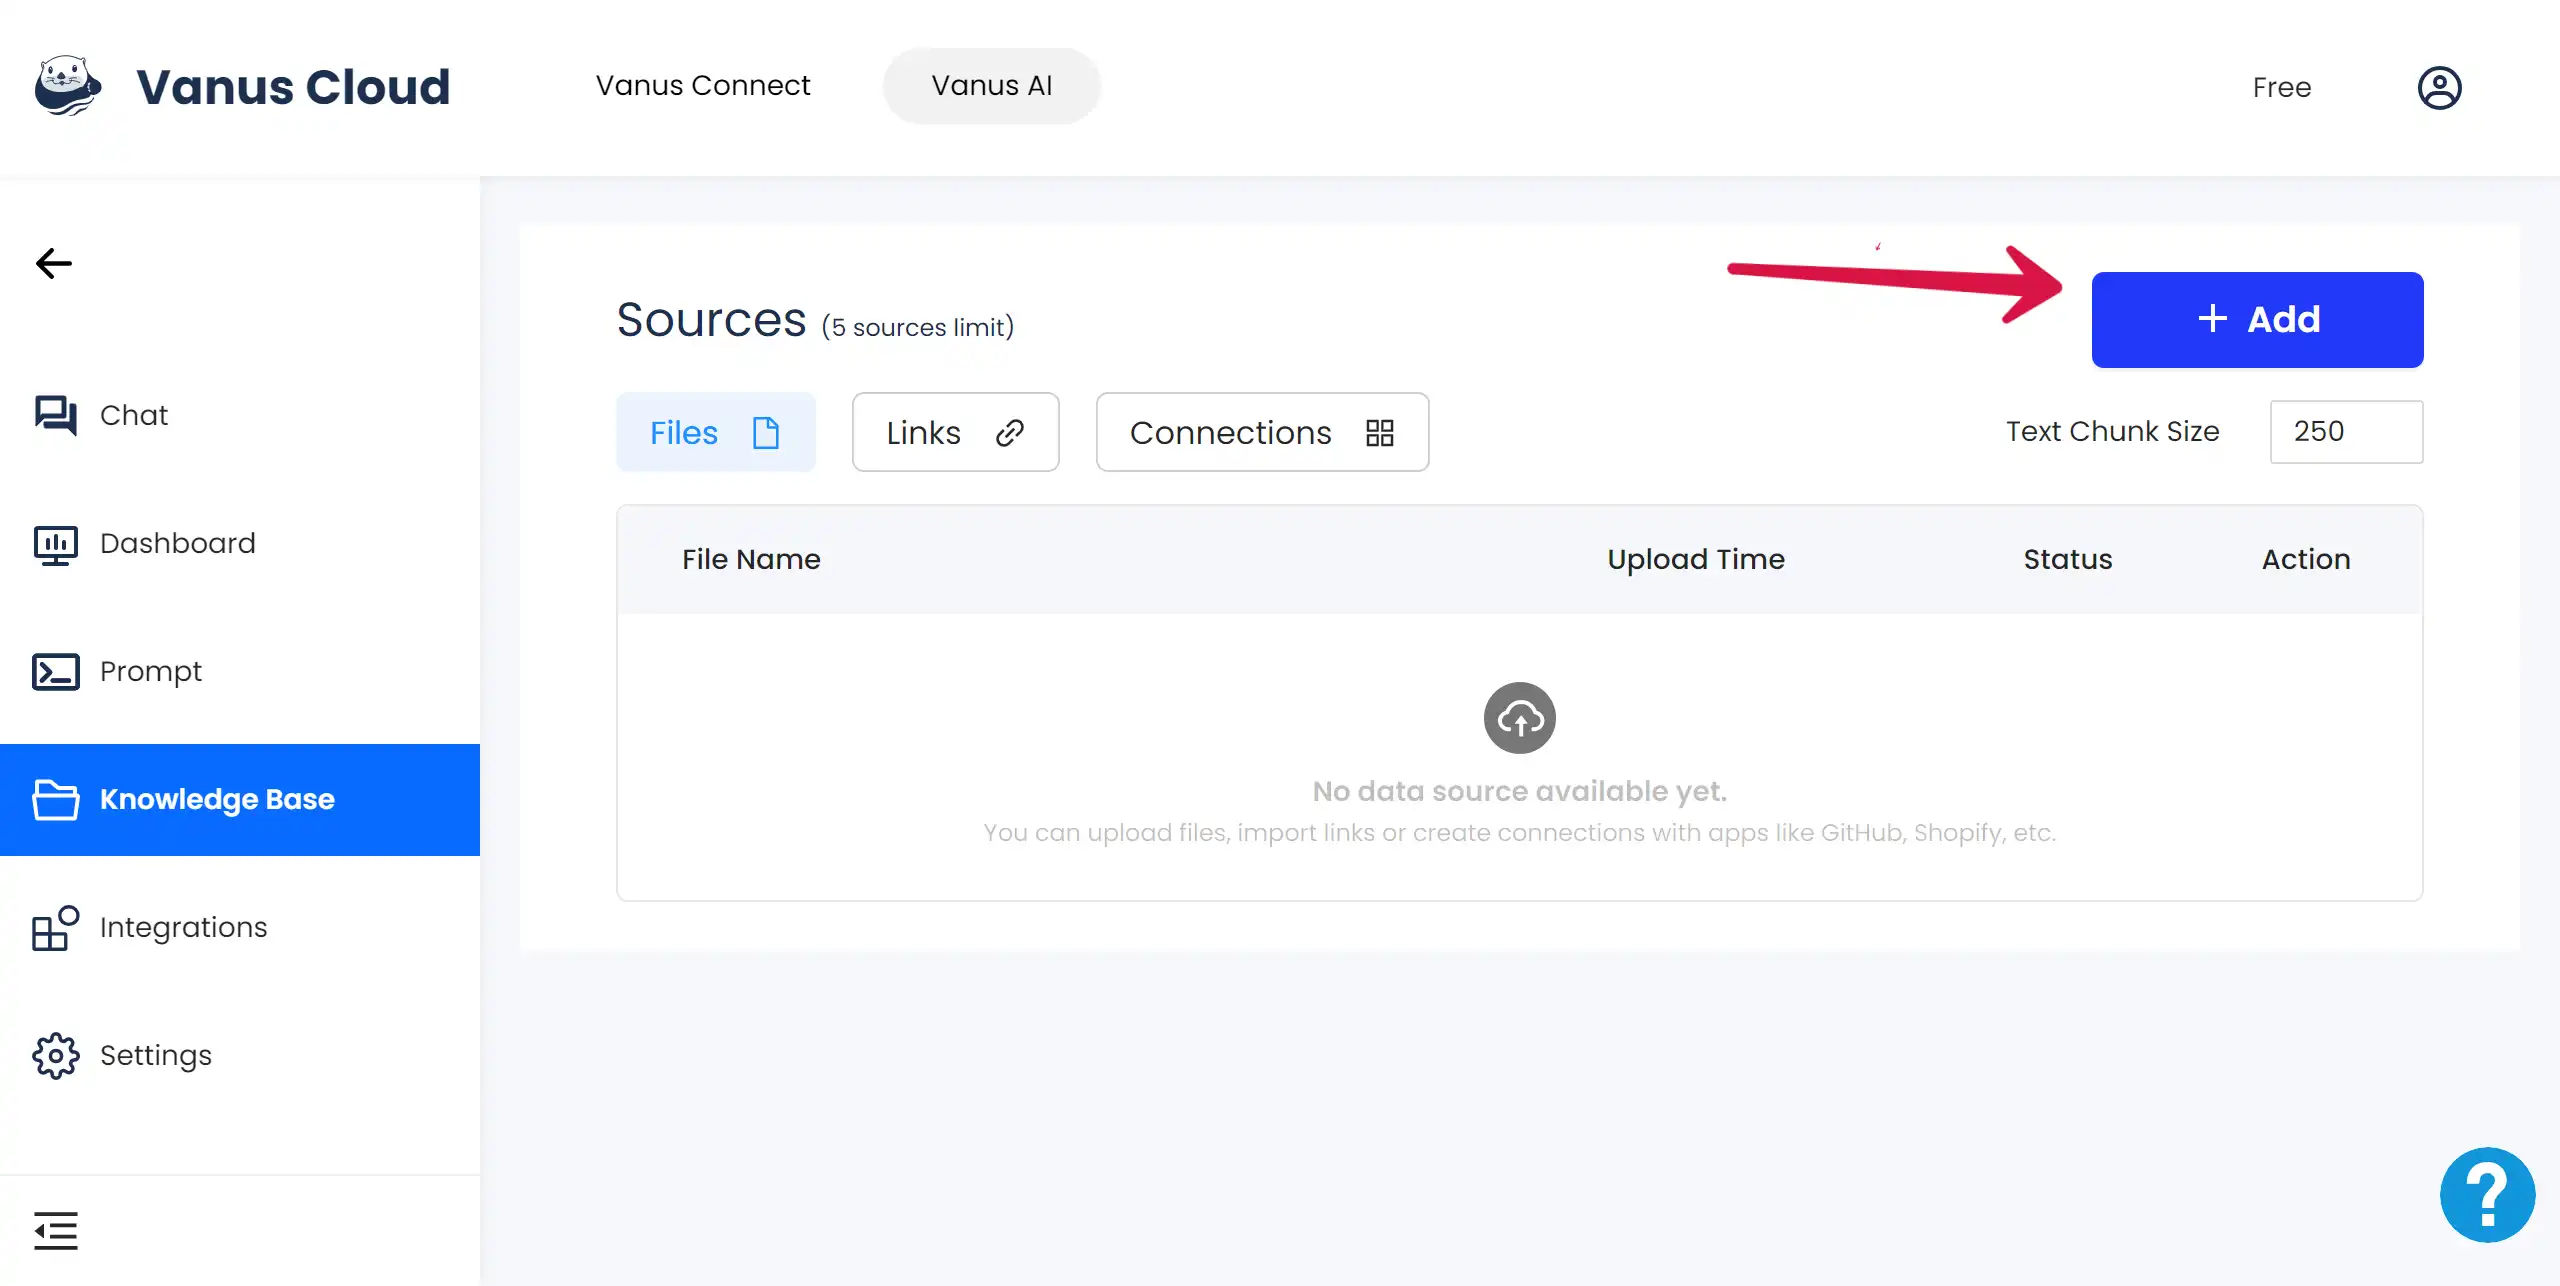 Vanus Cloud
Vanus Connect
Vanus AI
Free
Chat
Dashboard
Prompt
Knowledge Base
Integrations
Settings
Sources (5 sources limit)
+ Add
Files
Links
Connections
Text Chunk Size
250
File Name
Upload Time
Status
Action
No data source available yet.
You can upload files, import links or create connections with apps like GitHub, Shopify, etc.
?